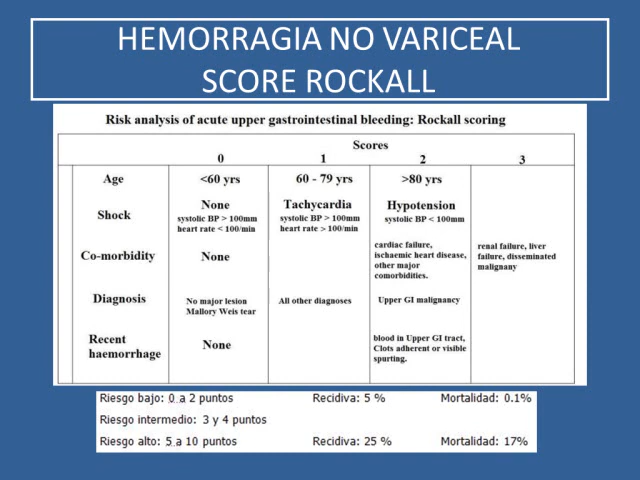 HEMORRAGIA NO VARICEAL
SCORE ROCKALL
Risk analysis of acute upper gastrointestinal bleeding: Rockall scoring
Scores
0 1 2 3
Age <60 yrs 60 - 79 yrs >80 yrs
Shock None Tachycardia Hypotension
systolic BP > 100mm systolic BP > 100mm systolic BP < 100mm
heart rate < 100/min heart rate > 100/min
Co-morbidity None cardiac failure, renal failure, liver
ischaemic heart disease, failure, disseminated
other major malignany
comorbidities.
Diagnosis No major lesion All other diagnoses Upper GI malignancy
Mallory Weis tear
Recent None blood in Upper GI tract,
haemorrhage Clots adherent or visible
spurting.
Riesgo bajo: 0 a 2 puntos Recidiva: 5 % Mortalidad: 0.1%
Riesgo intermedio: 3 y 4 puntos
Riesgo alto: 5 a 10 puntos Recidiva: 25 % Mortalidad: 17%